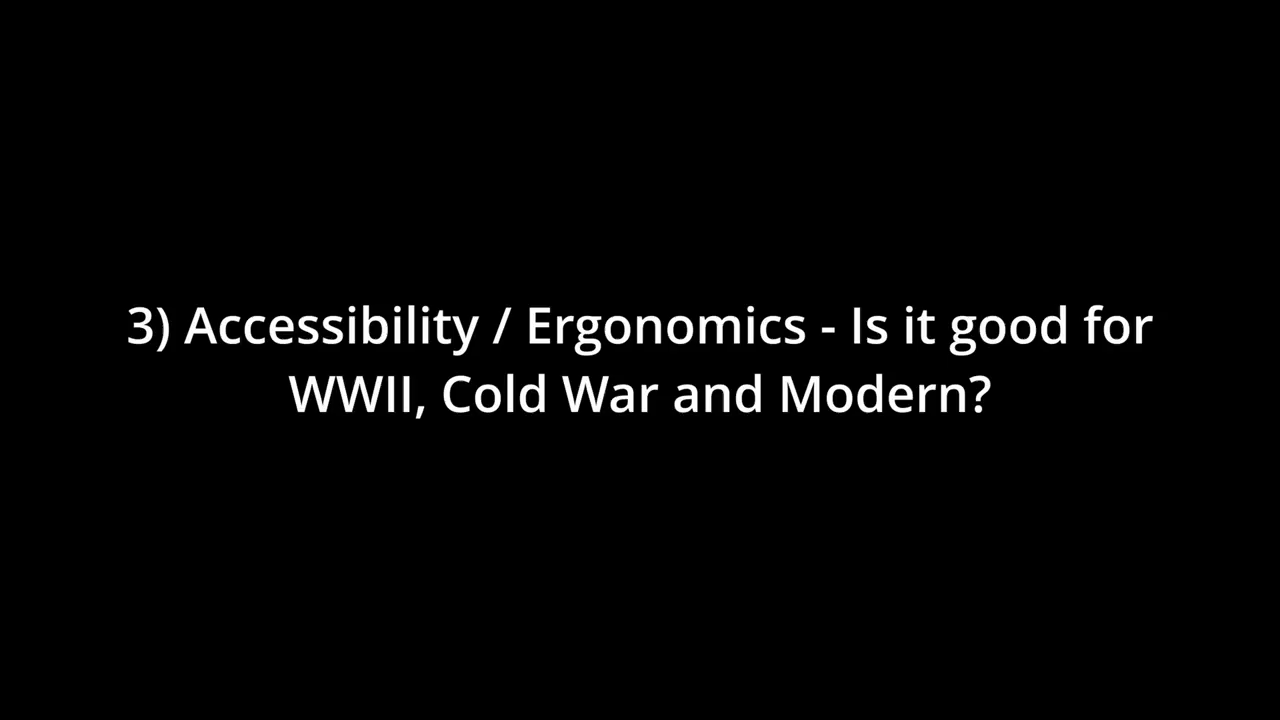 3) Accessibility / Ergonomics - Is it good for
WWII, Cold War and Modern?